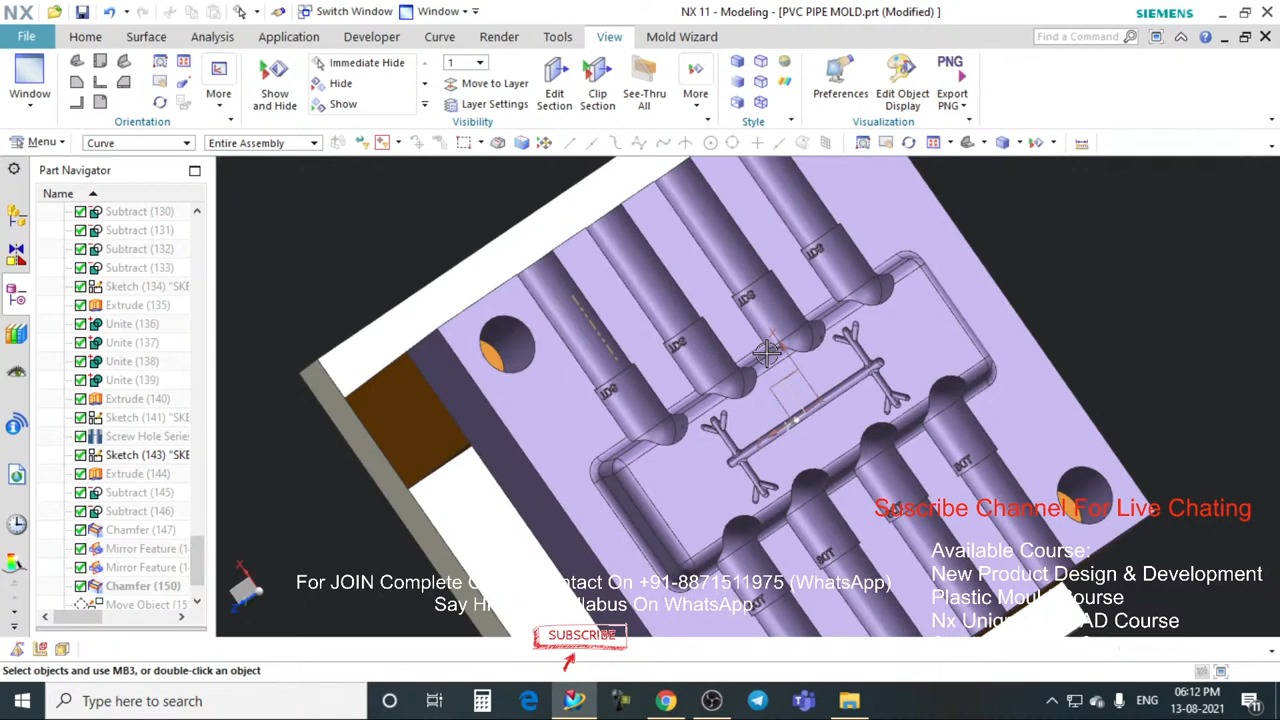 NX
Switch Window
Window
NX 11 - Modeling - [PVC PIPE MOLD.prt (Modified) ]
SIEMENS
File
Home
Surface
Analysis
Application
Developer
Curve
Render
Tools
View
Mold Wizard
Find a Command
Window
More
Orientation
Show and Hide
Immediate Hide
Hide
Show
1
Move to Layer
Layer Settings
Visibility
Edit Section
Clip Section
See-Thru All
More
Style
Preferences
Edit Object Display
PNG
Export PNG
Visualization
Menu
Curve
Entire Assembly
Part Navigator
Name
Subtract (130)
Subtract (131)
Subtract (132)
Subtract (133)
Sketch (134) "SKE
Extrude (135)
Unite (136)
Unite (137)
Unite (138)
Unite (139)
Extrude (140)
Sketch (141) "SKE
Screw Hole Series
Sketch (143) "SKE
Extrude (144)
Subtract (145)
Subtract (146)
Chamfer (147)
Mirror Feature (1
Mirror Feature (1
Chamfer (150)
Move Object (15
X
Z
Suscribe Channel For Live Chating
Available Course:
New Product Design & Development
For JOIN Complete C
ontact On +91-8871511975 (WhatsApp)
Say H
llabus On WhatsApp
Plastic Mould Course
SUBSCRIBE
Select objects and use MB3, or double-click an object
Type here to search
ENG
06:12 PM
13-08-2021
11